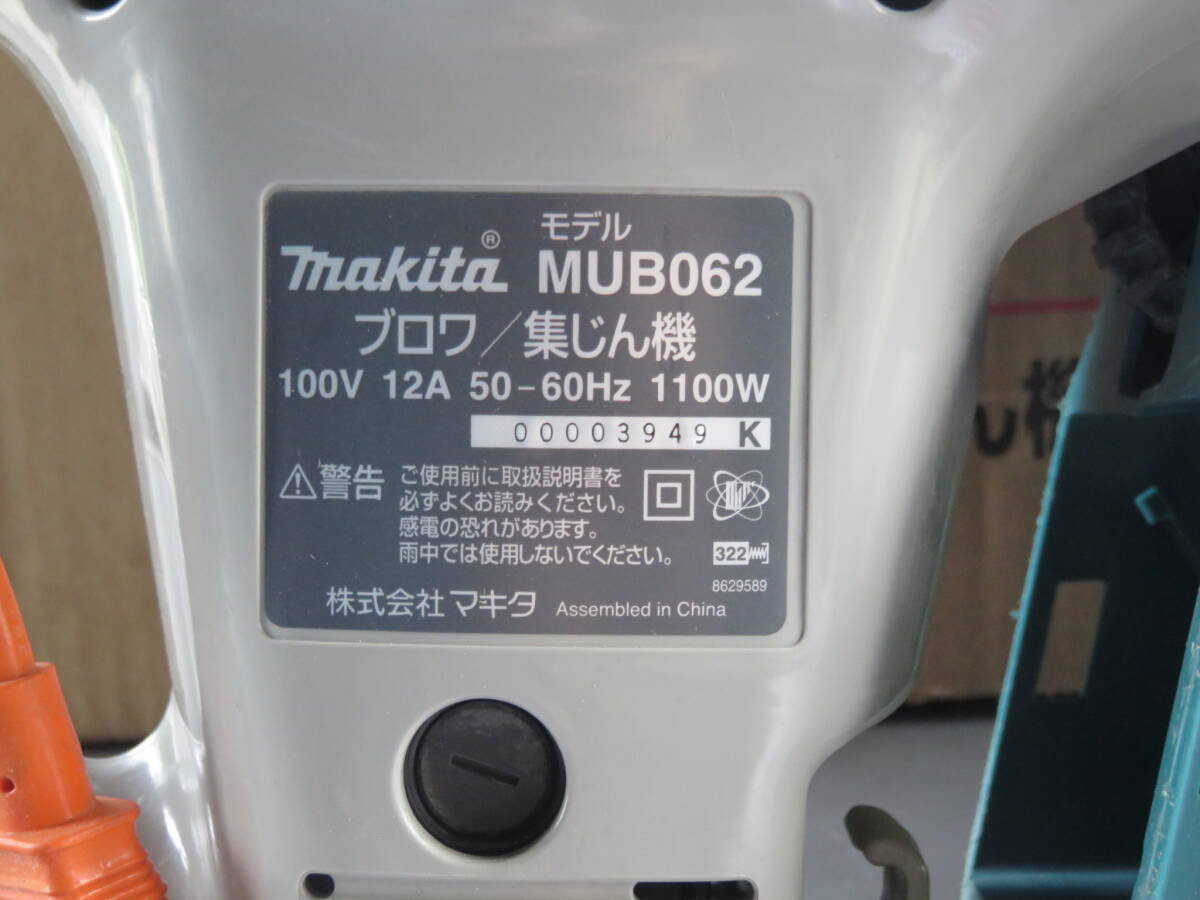 モデル
makita® MUB062
ブロワ／集じん機
100V 12A 50-60Hz 1100W
00003949 K
⚠警告
ご使用前に取扱説明書を
必ずよくお読みください。
感電の恐れがあります。
雨中では使用しないでください。
322
8629589
株式会社マキタ Assembled in China